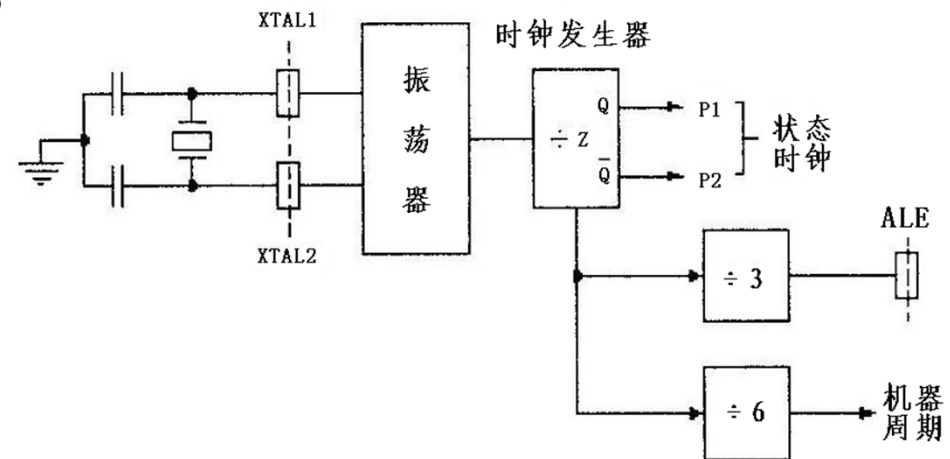 XTAL1
时钟发生器
振
荡
器
÷ Z
Q
P1
Q̅
P2
状态
时钟
XTAL2
ALE
÷ 3
÷ 6
机器
周期